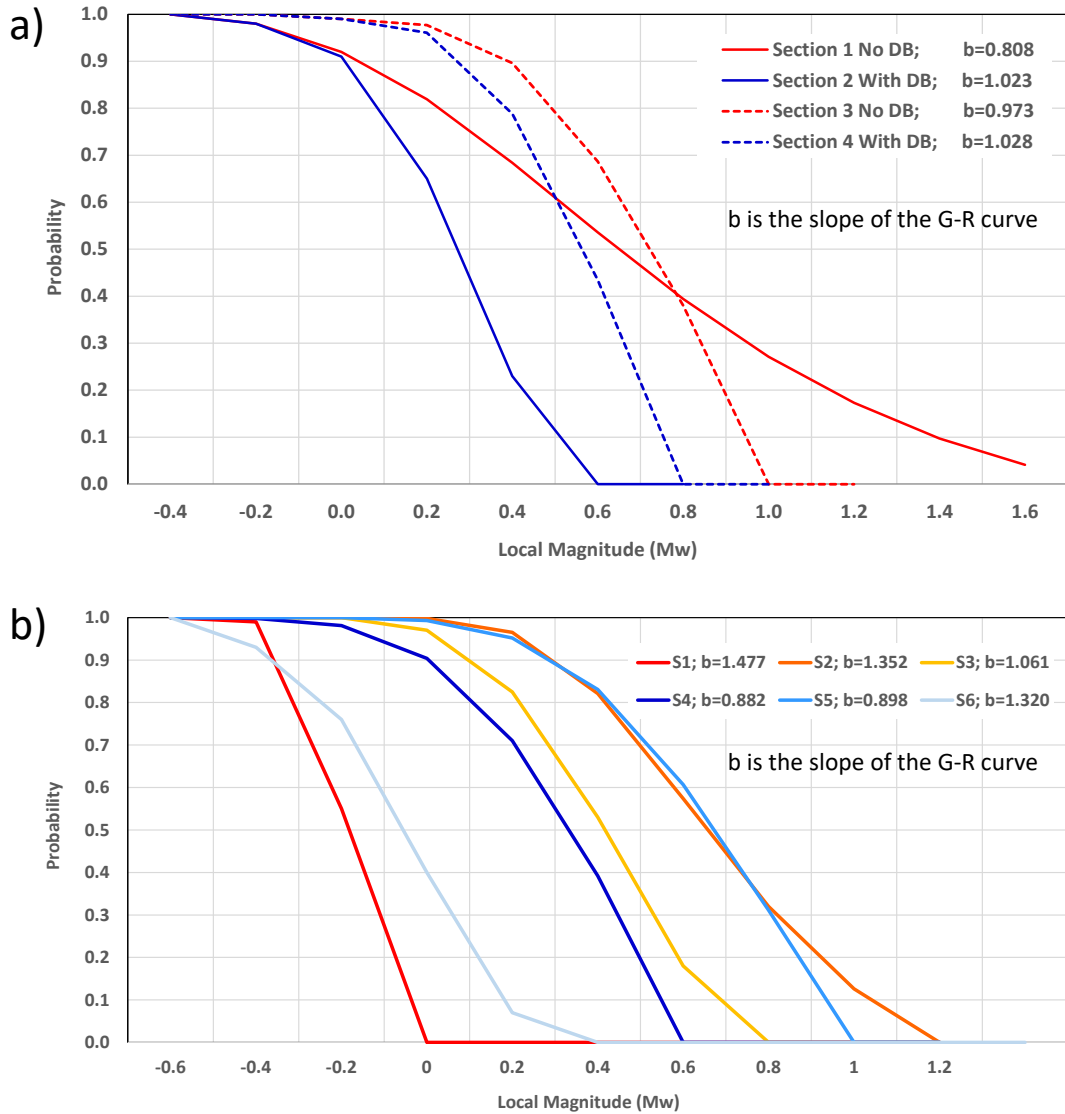 a)
1.0
0.9
0.8
0.7
0.6
0.5
0.4
0.3
0.2
0.1
0.0
Probability
Section 1 No DB; b=0.808
Section 2 With DB; b=1.023
Section 3 No DB; b=0.973
Section 4 With DB; b=1.028
b is the slope of the G-R curve
-0.4 -0.2 0.0 0.2 0.4 0.6 0.8 1.0 1.2 1.4 1.6
Local Magnitude (Mw)
b)
1.0
0.9
0.8
0.7
0.6
0.5
0.4
0.3
0.2
0.1
0.0
Probability
S1; b=1.477 S2; b=1.352 S3; b=1.061
S4; b=0.882 S5; b=0.898 S6; b=1.320
b is the slope of the G-R curve
-0.6 -0.4 -0.2 0 0.2 0.4 0.6 0.8 1 1.2
Local Magnitude (Mw)